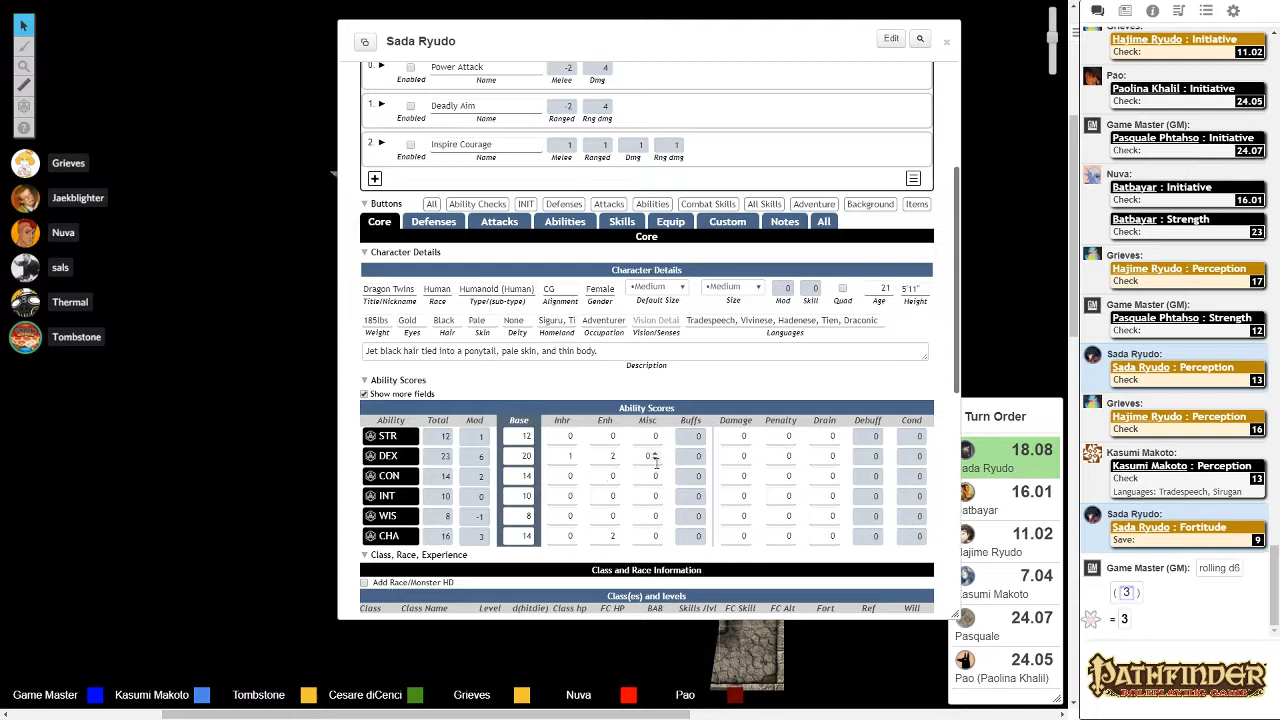 Sada Ryudo
Edit
0.
Enabled
Power Attack
Name
-2
Melee
4
Dmg
1.
Enabled
Deadly Aim
Name
-2
Ranged
4
Rng dmg
2.
Enabled
Inspire Courage
Name
1
Melee
1
Ranged
1
Dmg
1
Rng dmg
Buttons All Ability Checks INIT Defenses Attacks Abilities Combat Skills All Skills Adventure Background Items
Core Defenses Attacks Abilities Skills Equip Custom Notes All
Core
Character Details
Character Details
Dragon Twins Human Humanoid (Human) CG Female •Medium •Medium 0 0 21 5'11"
Title/Nickname Race Type(sub-type) Alignment Gender Default Size Size Mod Skill Quad Age Height
185lbs Gold Black Pale None Siguru, Ti Adventurer Vision Detai Tradespeech, Vivinese, Hadenese, Tien, Draconic
Weight Eyes Hair Skin Deity Homeland Occupation Vision/Senses Languages
Jet black hair tied into a ponytail, pale skin, and thin body.
Description
Ability Scores
Show more fields
Ability Scores
Ability Total Mod Base Inhr Enh Misc Buffs Damage Penalty Drain Debuff Cond
STR 12 1 12 0 0 0 0 0 0 0 0 0
DEX 23 6 20 1 2 0 0 0 0 0 0 0
CON 14 2 14 0 0 0 0 0 0 0 0 0
INT 10 0 10 0 0 0 0 0 0 0 0 0
WIS 8 -1 8 0 0 0 0 0 0 0 0 0
CHA 16 3 14 0 2 0 0 0 0 0 0 0
Class, Race, Experience
Class and Race Information
Add Race/Monster HD
Class(es) and levels
Class Class Name Level d(hitdie) Class hp FC HP BAB Skills /lvl FC Skill FC Alt Fort Ref Will
Grieves
Jaekblighter
Nuva
sals
Thermal
Tombstone
Kasumi Makoto
Tombstone
Cesare diCenci
Grieves
Nuva
Pao
Turn Order
18.08
Sada Ryudo
16.01
Batbayar
11.02
Hajime Ryudo
7.04
Kasumi Makoto
24.07
Pasquale
24.05
Pao (Paolina Khalil)
Hajime Ryudo : Initiative
Check: 11.02
Pao:
Paolina Khalil : Initiative
Check: 24.05
Game Master (GM):
GM
Pasquale Phtahso : Initiative
Check: 24.07
Nuva:
Batbayar : Initiative
16.01
Batbayar : Strength
Check: 23
Grieves:
Hajime Ryudo : Perception
Check 17
Game Master (GM):
GM
Pasquale Phtahso : Strength
Check: 12
Sada Ryudo:
Sada Ryudo : Perception
Check 13
Grieves:
Hajime Ryudo : Perception
Check 16
Kasumi Makoto:
Kasumi Makoto : Perception
Check 13
Languages: Tradespeech, Sirugan
Sada Ryudo:
Sada Ryudo : Fortitude
Save: 9
GM
Game Master (GM): rolling d6
( 3 )
= 3
PATHFINDER
ROLEPLAYING GAME